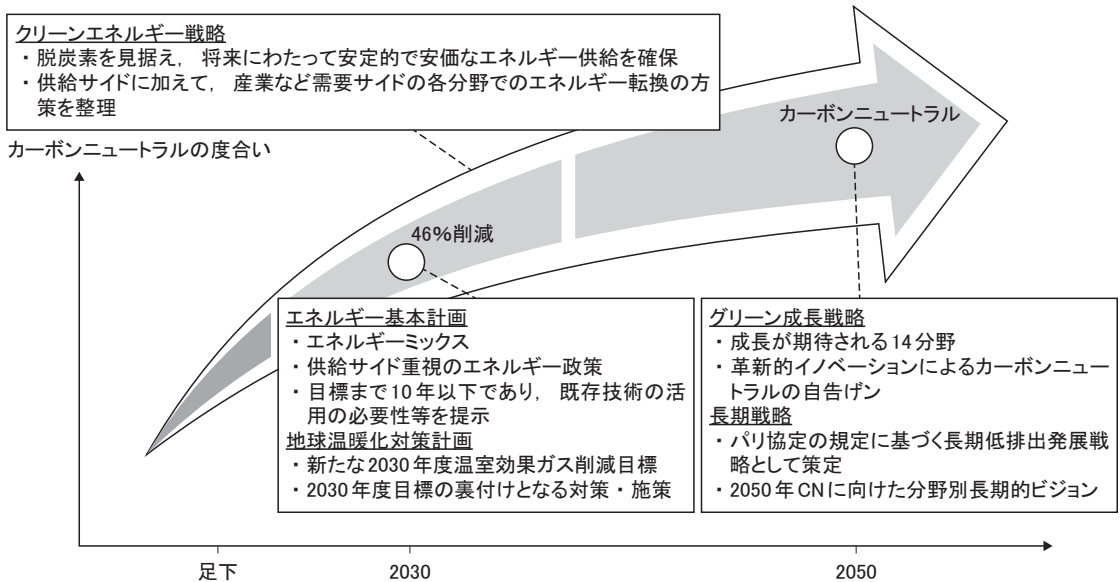 クリーンエネルギー戦略
・脱炭素を見据え， 将来にわたって安定的で安価なエネルギー供給を確保
・供給サイドに加えて， 産業など需要サイドの各分野でのエネルギー転換の方
策を整理
カーボンニュートラルの度合い
カーボンニュートラル
46%削減
エネルギー基本計画
・エネルギーミックス
・供給サイド重視のエネルギー政策
・目標まで10年以下であり， 既存技術の活
用の必要性等を提示
地球温暖化対策計画
・新たな2030年度温室効果ガス削減目標
・2030年度目標の裏付けとなる対策・施策
グリーン成長戦略
・成長が期待される14分野
・革新的イノベーションによるカーボンニュー
トラルの自告げン
長期戦略
・パリ協定の規定に基づく長期低排出発展戦
略として策定
・2050年CNに向けた分野別長期的ビジョン
足下
2030
2050